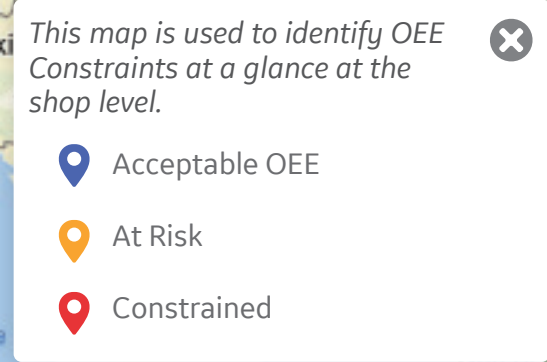 This map is used to identify OEE
Constraints at a glance at the
shop level.
Acceptable OEE
At Risk
Constrained